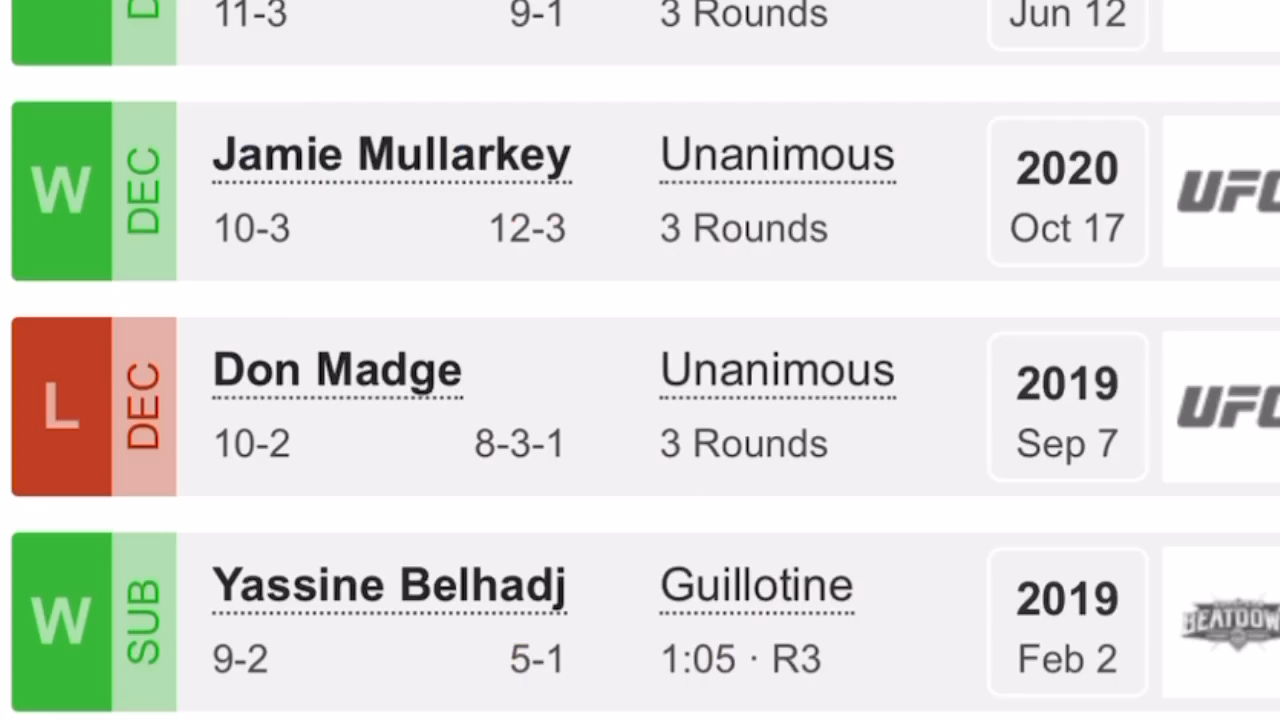 11-3 9-1 3 Rounds Jun 12
W DEC Jamie Mullarkey Unanimous 2020 UFC
10-3 12-3 3 Rounds Oct 17
L DEC Don Madge Unanimous 2019 UFC
10-2 8-3-1 3 Rounds Sep 7
W SUB Yassine Belhadj Guillotine 2019 BEATDOW
9-2 5-1 1:05 · R3 Feb 2